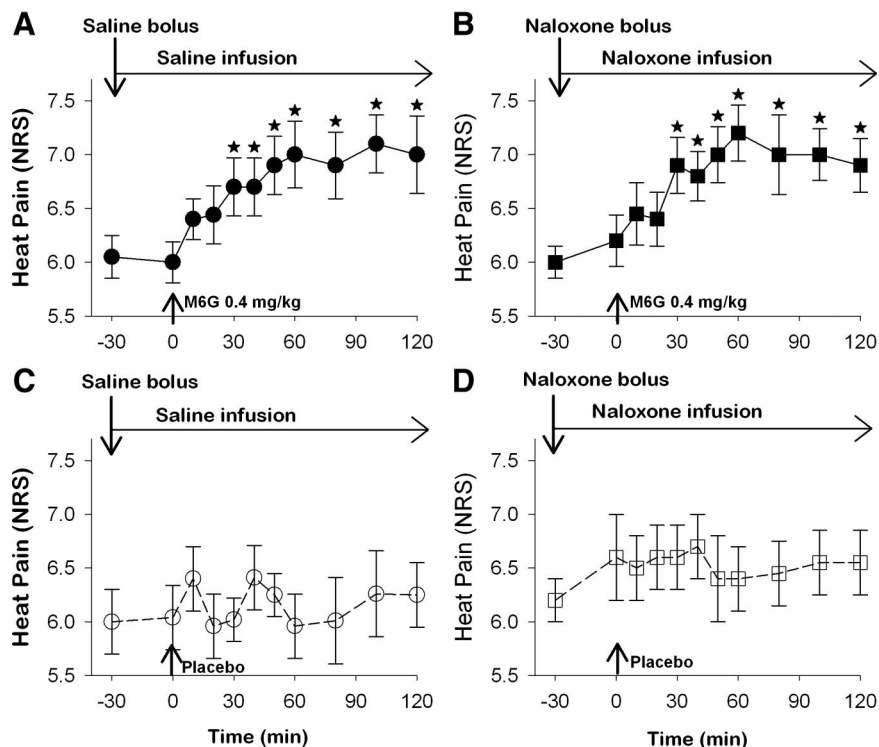 A
Saline bolus
Saline infusion
Heat Pain (NRS)
7.5
7.0
6.5
6.0
5.5
★ ★ ★ ★ ★ ★ ★
M6G 0.4 mg/kg
-30 0 30 60 90 120
B
Naloxone bolus
Naloxone infusion
Heat Pain (NRS)
7.5
7.0
6.5
6.0
5.5
★ ★ ★ ★ ★ ★ ★
M6G 0.4 mg/kg
-30 0 30 60 90 120
C
Saline bolus
Saline infusion
Heat Pain (NRS)
7.5
7.0
6.5
6.0
5.5
Placebo
-30 0 30 60 90 120
Time (min)
D
Naloxone bolus
Naloxone infusion
Heat Pain (NRS)
7.5
7.0
6.5
6.0
5.5
Placebo
-30 0 30 60 90 120
Time (min)